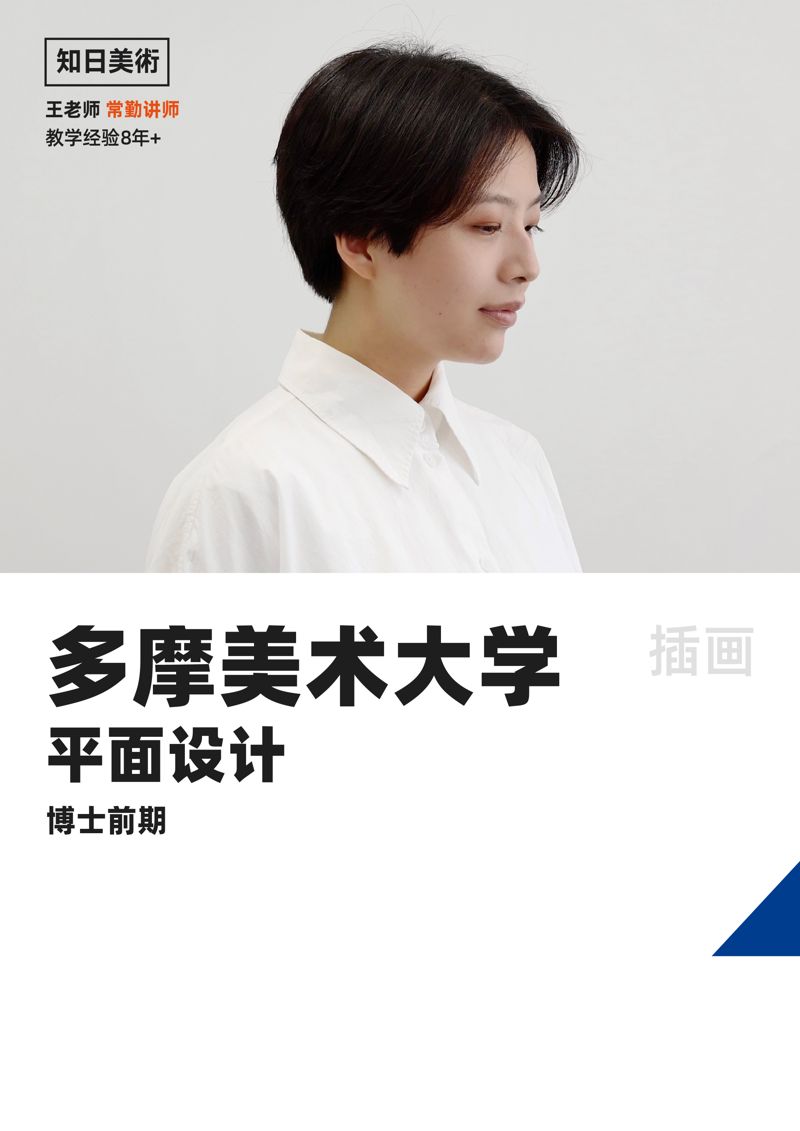 知日美術
王老师 常勤讲师
教学经验8年+
多摩美术大学
插画
平面设计
博士前期